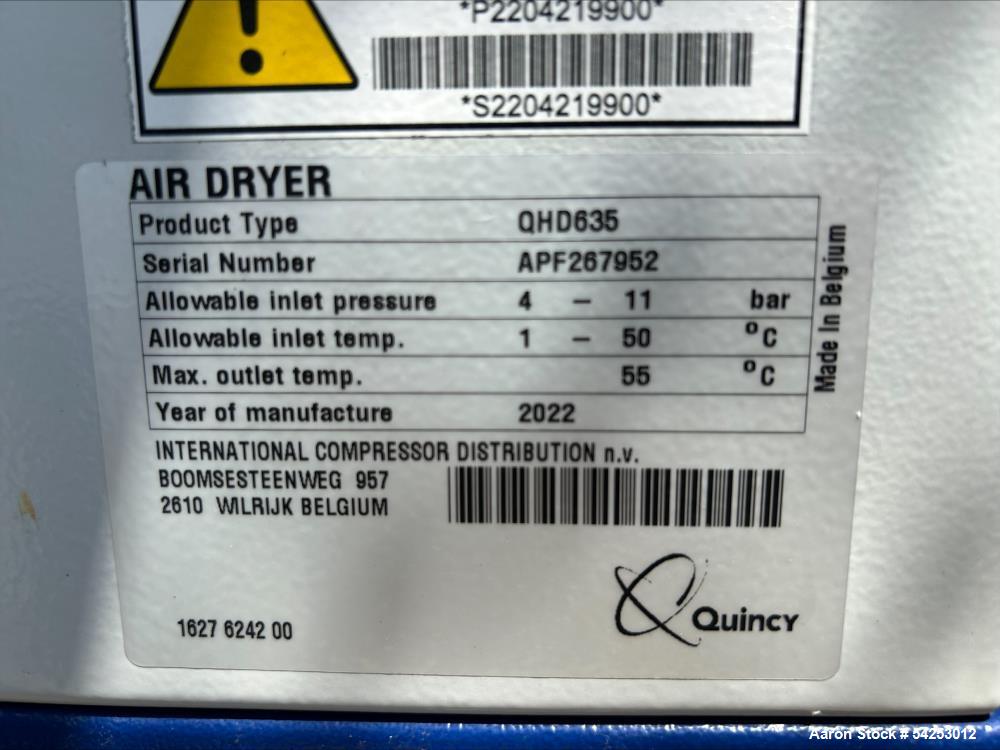 *P2204219900*
*S2204219900*
AIR DRYER
Product Type QHD635
Serial Number APF267952
Allowable inlet pressure 4 – 11 bar
Allowable inlet temp. 1 – 50 °C
Max. outlet temp. 55 °C
Year of manufacture 2022
Made In Belgium
INTERNATIONAL COMPRESSOR DISTRIBUTION n.v.
BOOMSESTEENWEG 957
2610 WILRIJK BELGIUM
Quincy
1627 6242 00
Aaron Stock # 54253012